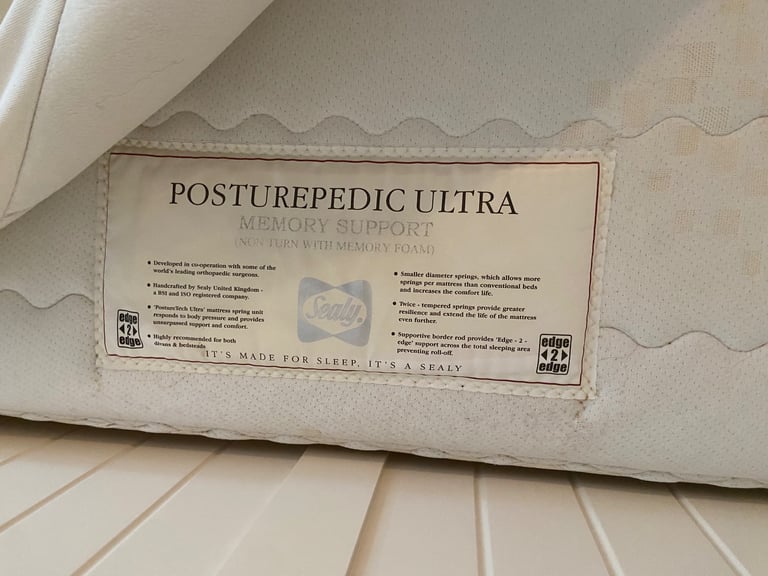 POSTUREPEDIC ULTRA
MEMORY SUPPORT
(NON TURN WITH MEMORY FOAM)
• Developed in co-operation with some of the
world's leading orthopaedic surgeons.
• Handcrafted by Sealy United Kingdom -
a BSI and ISO registered company.
• 'PostureTech Ultra' mattress spring unit
responds to body pressure and provides
unsurpassed support and comfort.
• Highly recommended for both
divans & bedsteads
Sealy.
• Smaller diameter springs, which allows more
springs per mattress than conventional beds
and increases the comfort life.
• Twice - tempered springs provide greater
resilience and extend the life of the mattress
even further.
• Supportive border rod provides 'Edge - 2 -
edge' support across the total sleeping area
preventing roll-off.
edge
2
edge
edge
2
edge
IT'S MADE FOR SLEEP, IT'S A SEALY